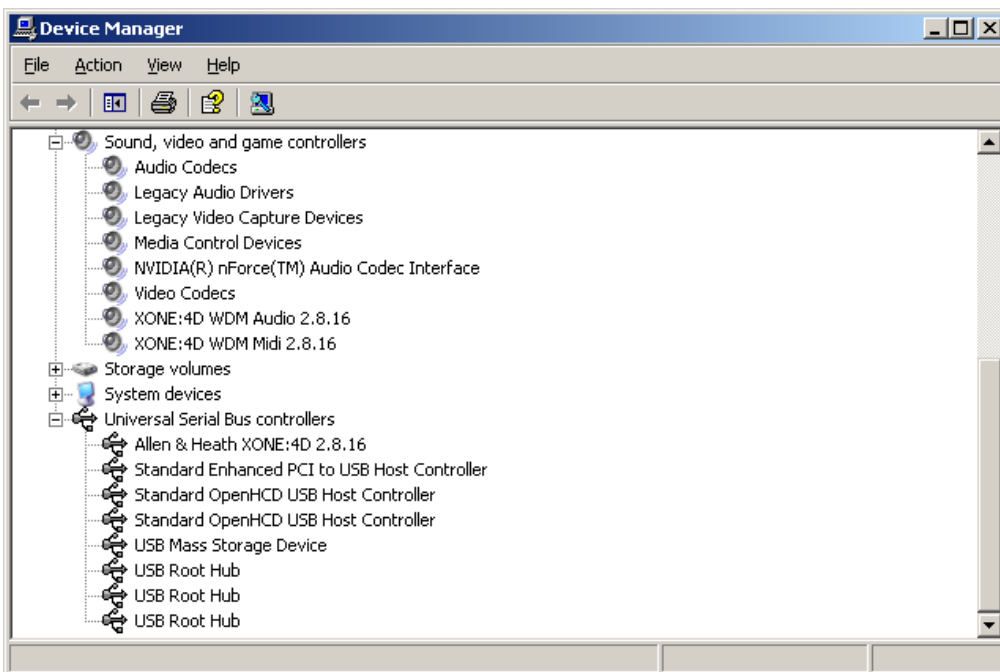 Device Manager
File Action View Help
Sound, video and game controllers
Audio Codecs
Legacy Audio Drivers
Legacy Video Capture Devices
Media Control Devices
NVIDIA(R) nForce(TM) Audio Codec Interface
Video Codecs
XONE:4D WDM Audio 2.8.16
XONE:4D WDM Midi 2.8.16
Storage volumes
System devices
Universal Serial Bus controllers
Allen & Heath XONE:4D 2.8.16
Standard Enhanced PCI to USB Host Controller
Standard OpenHCD USB Host Controller
Standard OpenHCD USB Host Controller
USB Mass Storage Device
USB Root Hub
USB Root Hub
USB Root Hub